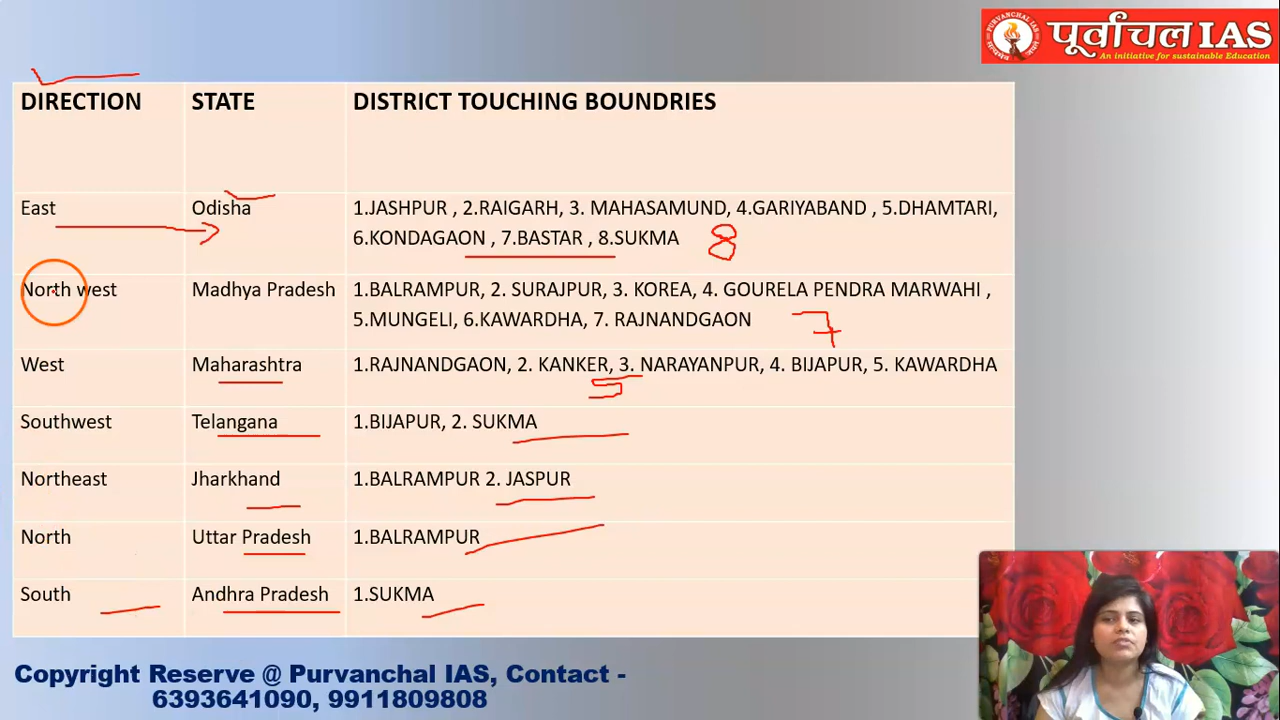 पूर्वांचल IAS
An initiative for sustainable Education
DIRECTION STATE DISTRICT TOUCHING BOUNDRIES
East Odisha 1.JASHPUR , 2.RAIGARH, 3. MAHASAMUND, 4.GARIYABAND , 5.DHAMTARI,
6.KONDAGAON , 7.BASTAR , 8.SUKMA 8
North west Madhya Pradesh 1.BALRAMPUR, 2. SURAJPUR, 3. KOREA, 4. GOURELA PENDRA MARWAHI ,
5.MUNGELI, 6.KAWARDHA, 7. RAJNANDGAON 7
West Maharashtra 1.RAJNANDGAON, 2. KANKER, 3. NARAYANPUR, 4. BIJAPUR, 5. KAWARDHA
5
Southwest Telangana 1.BIJAPUR, 2. SUKMA
Northeast Jharkhand 1.BALRAMPUR 2. JASPUR
North Uttar Pradesh 1.BALRAMPUR
South Andhra Pradesh 1.SUKMA
Copyright Reserve @ Purvanchal IAS, Contact -
6393641090, 9911809808